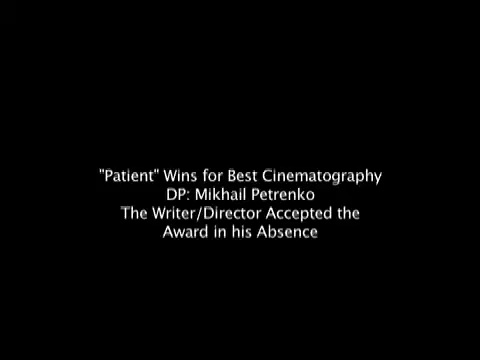 "Patient" Wins for Best Cinematography
DP: Mikhail Petrenko
The Writer/Director Accepted the
Award in his Absence